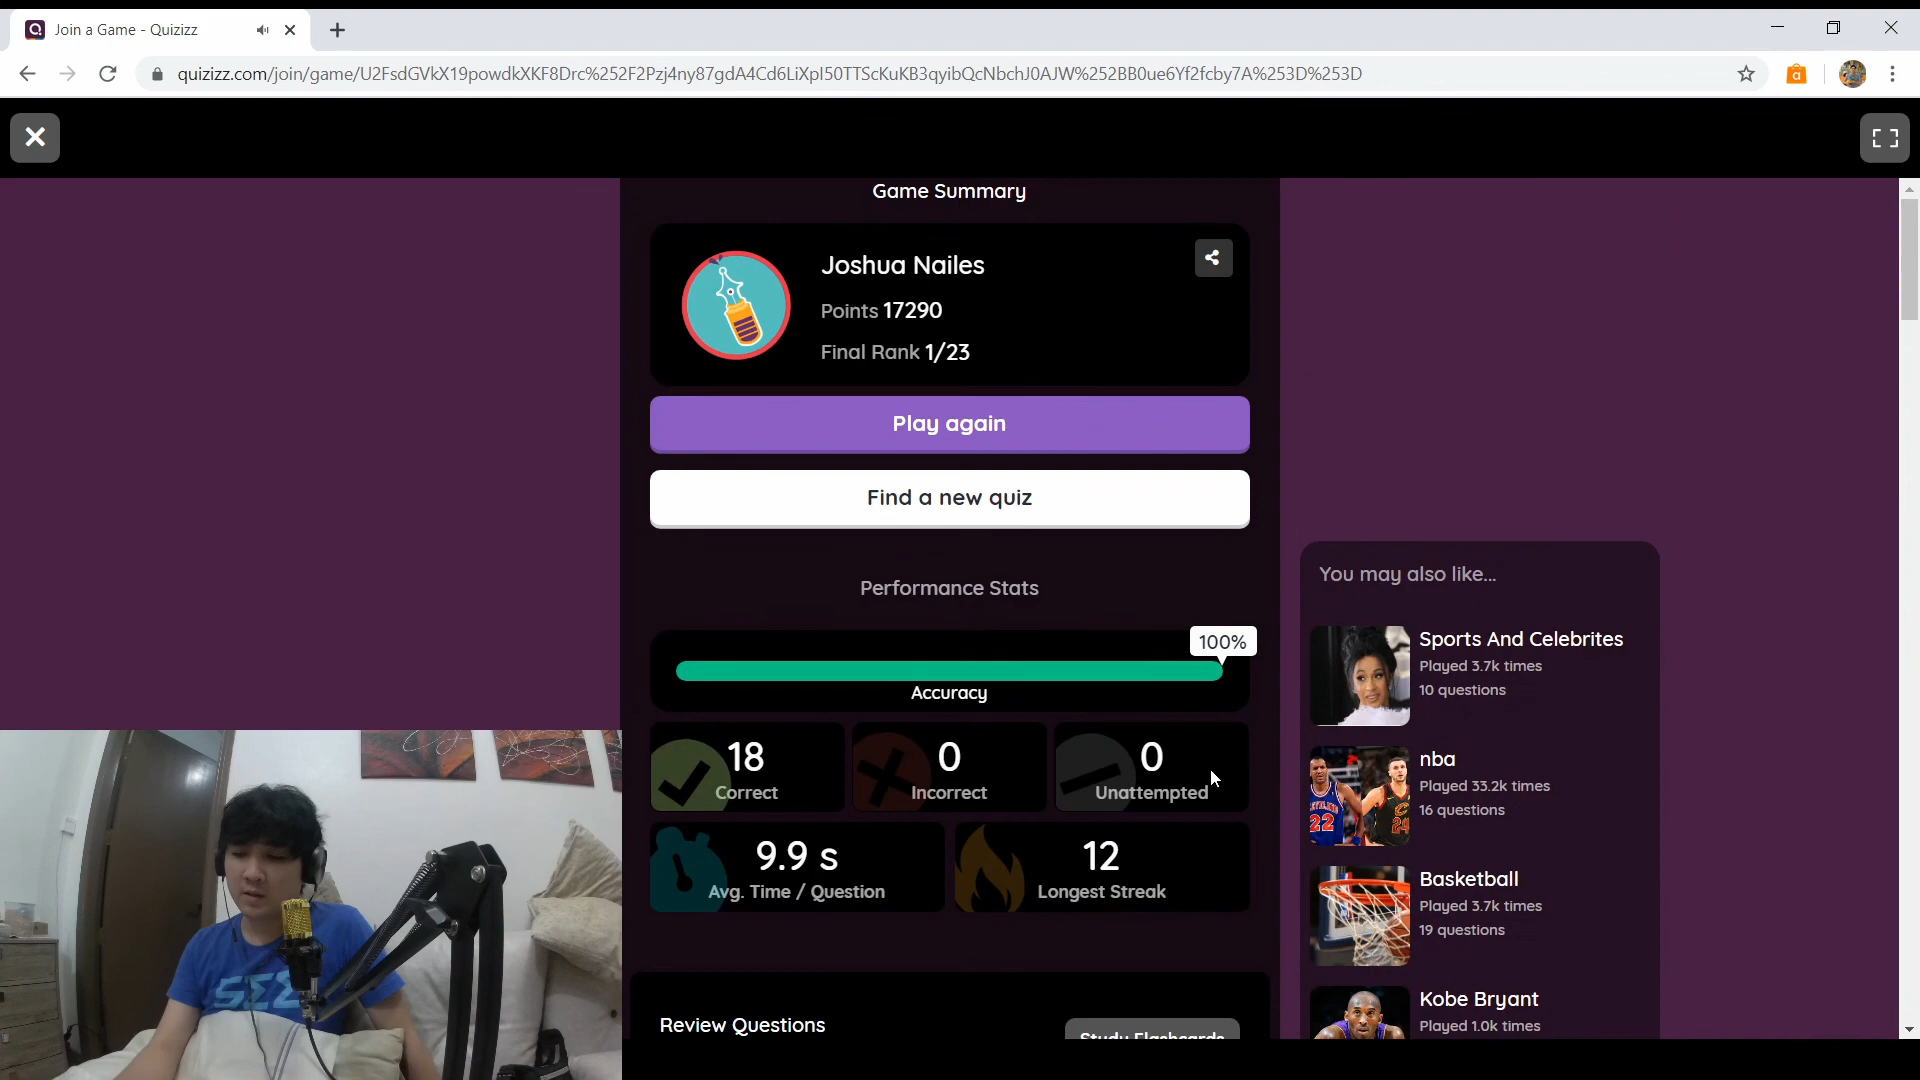 Join a Game - Quizizz
quizizz.com/join/game/U2FsdGVkX19powdkXKF8Drc%252F2Pzj4ny87gdA4Cd6LiXpI50TTScKuKB3qyibQcNbchJ0AJW%252BB0ue6Yf2fcby7A%253D%253D
Game Summary
Joshua Nailes
Points 17290
Final Rank 1/23
Play again
Find a new quiz
Performance Stats
100%
Accuracy
18
Correct
0
Incorrect
0
Unattempted
9.9 s
Avg. Time / Question
12
Longest Streak
Review Questions
Study Flashcards
You may also like...
Sports And Celebrites
Played 3.7k times
10 questions
nba
Played 33.2k times
16 questions
Basketball
Played 3.7k times
19 questions
Kobe Bryant
Played 1.0k times
22
24